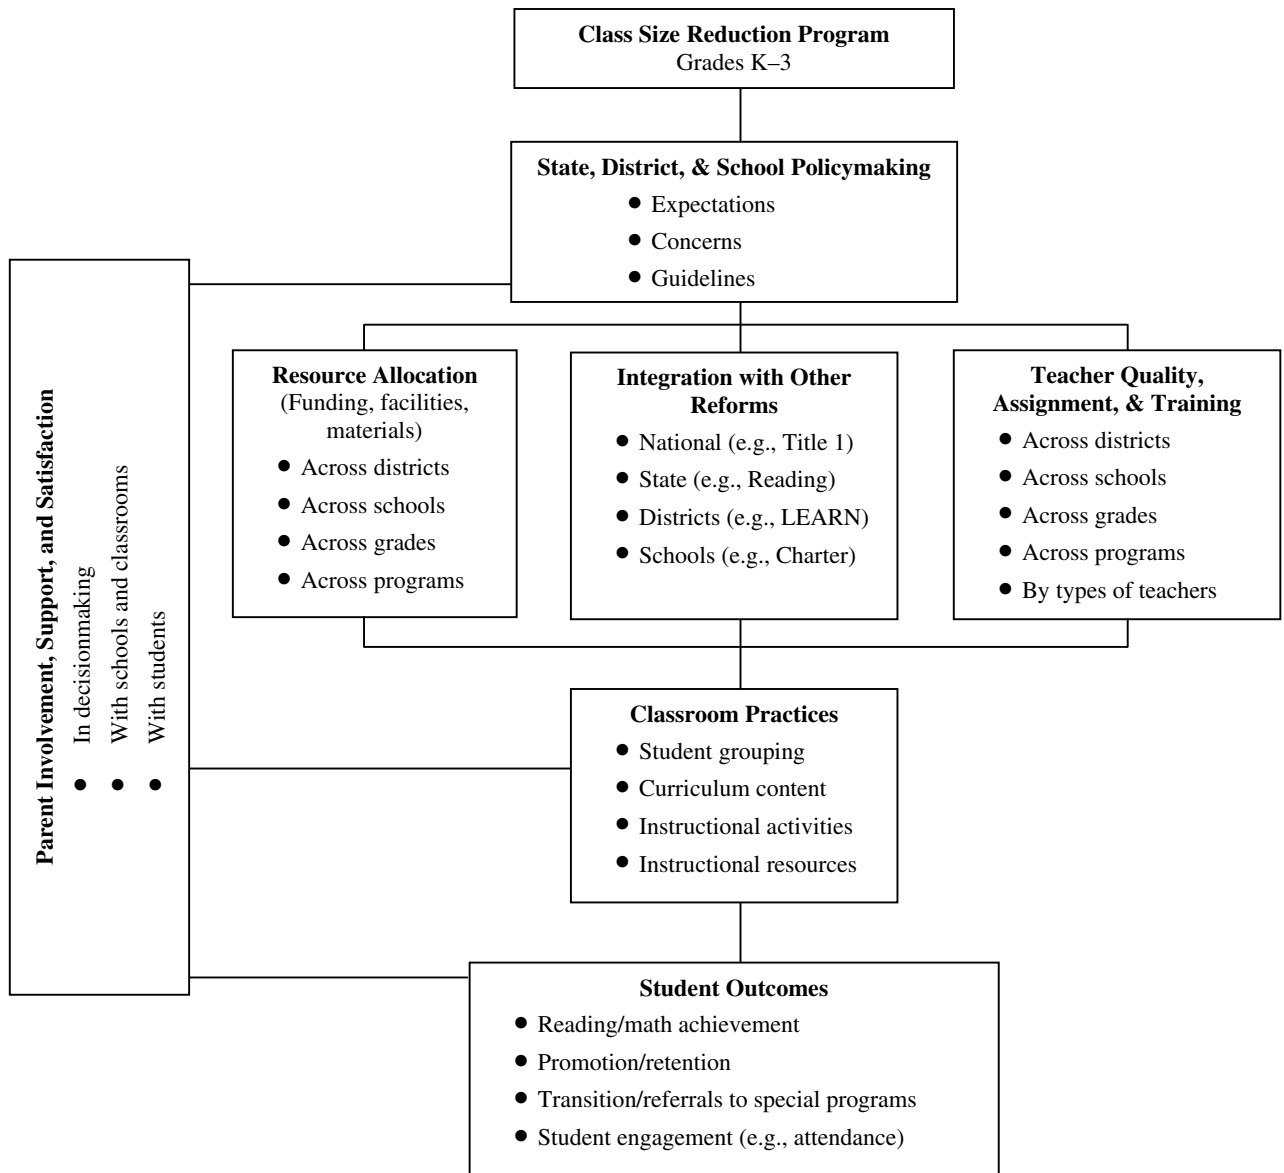 Class Size Reduction Program
Grades K–3
State, District, & School Policymaking
● Expectations
● Concerns
● Guidelines
Parent Involvement, Support, and Satisfaction
● In decisionmaking
● With schools and classrooms
● With students
Resource Allocation
(Funding, facilities,
materials)
● Across districts
● Across schools
● Across grades
● Across programs
Integration with Other
Reforms
● National (e.g., Title 1)
● State (e.g., Reading)
● Districts (e.g., LEARN)
● Schools (e.g., Charter)
Teacher Quality,
Assignment, & Training
● Across districts
● Across schools
● Across grades
● Across programs
● By types of teachers
Classroom Practices
● Student grouping
● Curriculum content
● Instructional activities
● Instructional resources
Student Outcomes
● Reading/math achievement
● Promotion/retention
● Transition/referrals to special programs
● Student engagement (e.g., attendance)